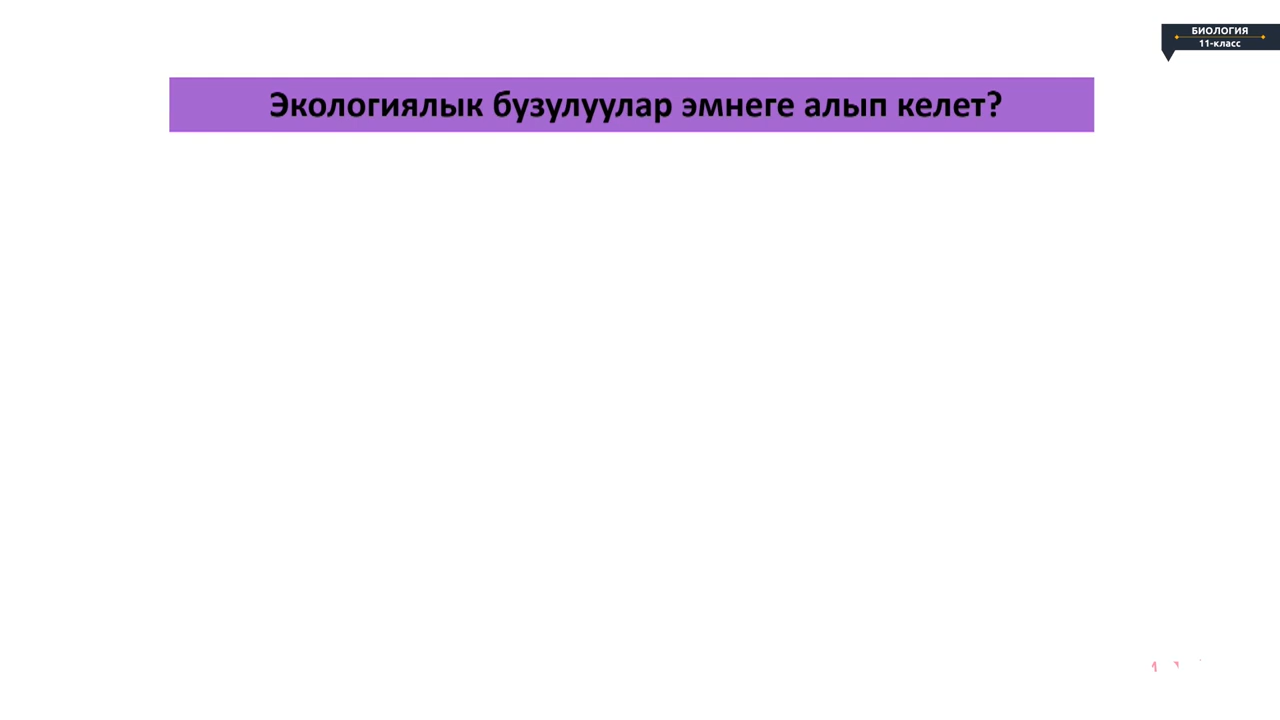 БИОЛОГИЯ
11-класс
Экологиялык бузулуулар эмнеге алып келет?